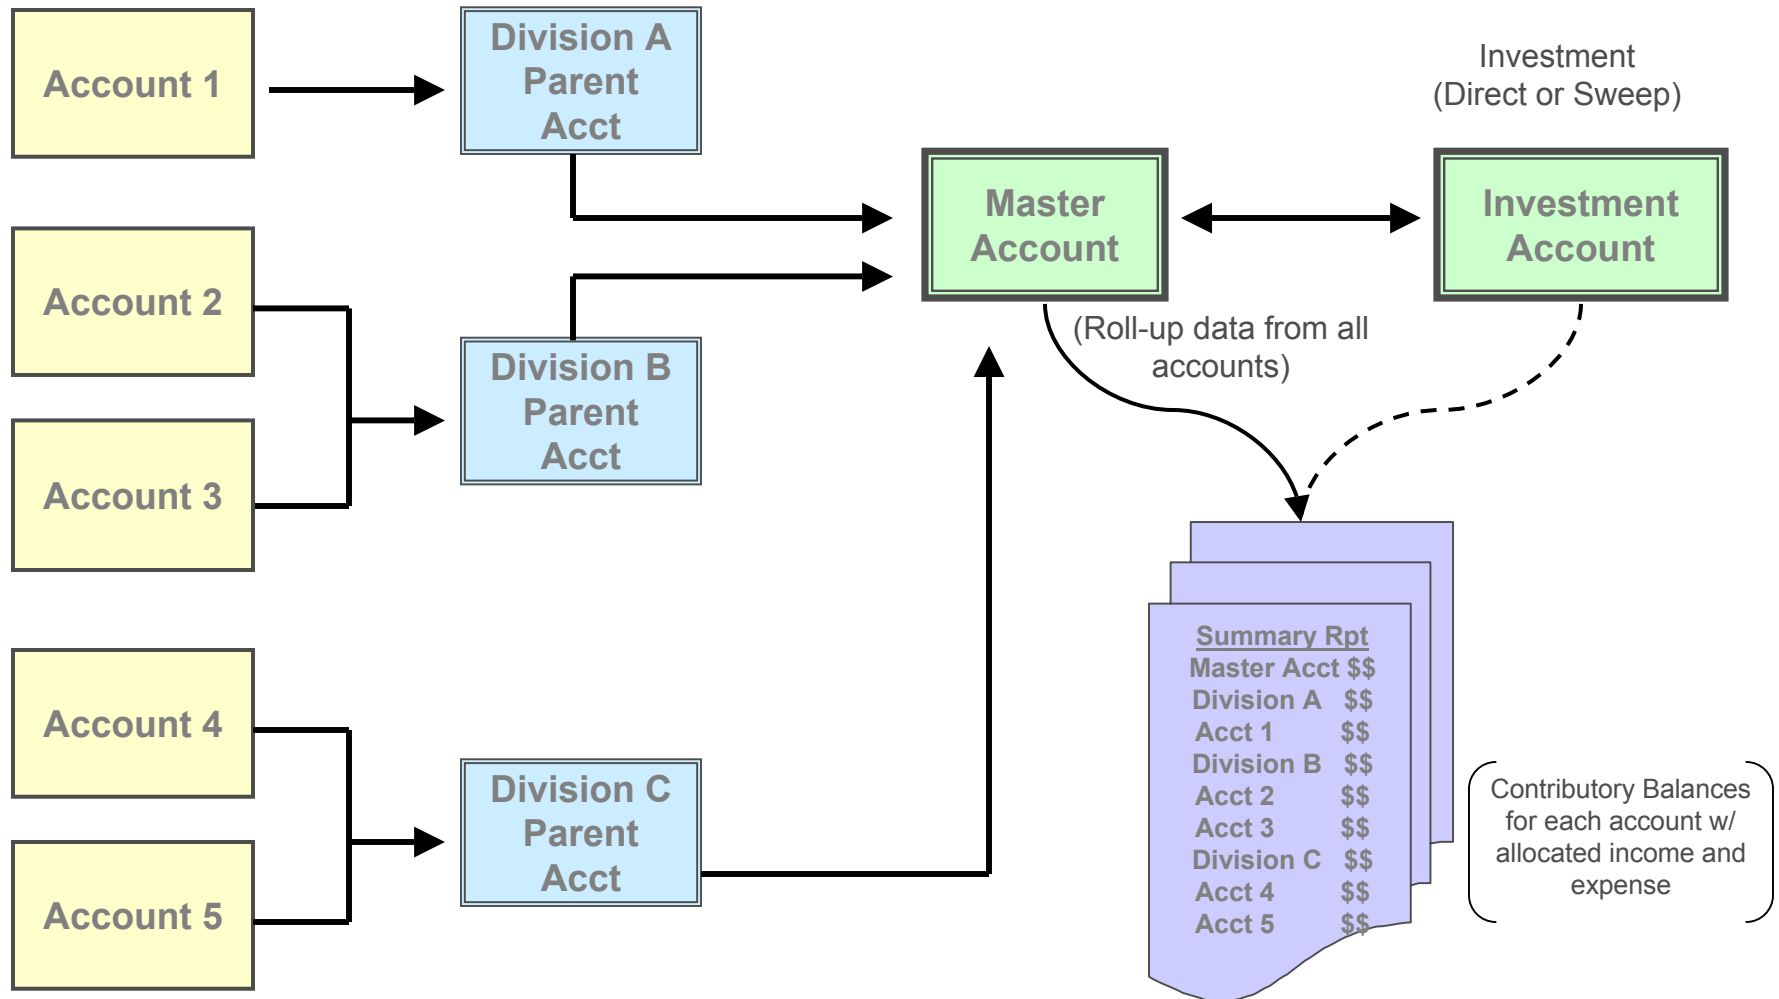 Account 1
Division A
Parent
Acct
Investment
(Direct or Sweep)
Master
Account
Investment
Account
Account 2
(Roll-up data from all
accounts)
Division B
Parent
Acct
Account 3
Summary Rpt
Master Acct $$
Division A $$
Acct 1 $$
Division B $$
Acct 2 $$
Acct 3 $$
Division C $$
Acct 4 $$
Acct 5 $$
Contributory Balances
for each account w/
allocated income and
expense
Account 4
Division C
Parent
Acct
Account 5